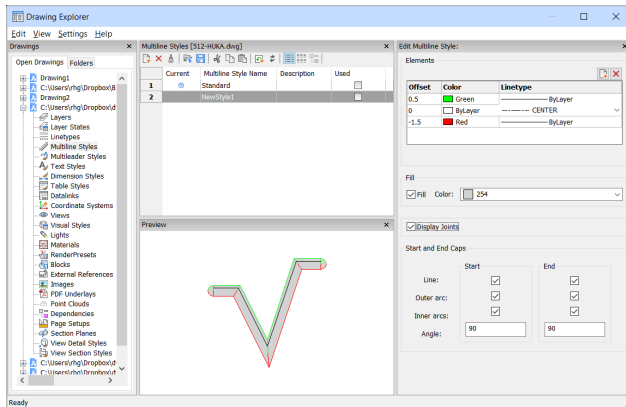 Drawing Explorer
Edit View Settings Help
Drawings
Open Drawings Folders
Drawing1
C:\Users\rhg\Dropbox\B
Drawing2
C:\Users\rhg\Dropbox\d
Layers
Layer States
Linetypes
Multiline Styles
Multileader Styles
Text Styles
Dimension Styles
Table Styles
Datalinks
Coordinate Systems
Views
Visual Styles
Lights
Materials
RenderPresets
Blocks
External References
Images
PDF Underlays
Point Clouds
Dependencies
Page Setups
Section Planes
View Detail Styles
View Section Styles
C:\Users\rhg\Dropbox\d
C:\Users\rhg\Dropbox\d
Multiline Styles [512-HUKA.dwg]
Current Multiline Style Name Description Used
1 Standard
2 NewStyle1
Preview
Edit Multiline Style:
Elements
Offset Color Linetype
0.5 Green ByLayer
0 ByLayer CENTER
-1.5 Red ByLayer
Fill
Fill Color: 254
Display Joints
Start and End Caps
Start End
Line:
Outer arc:
Inner arcs:
Angle: 90 90
Ready